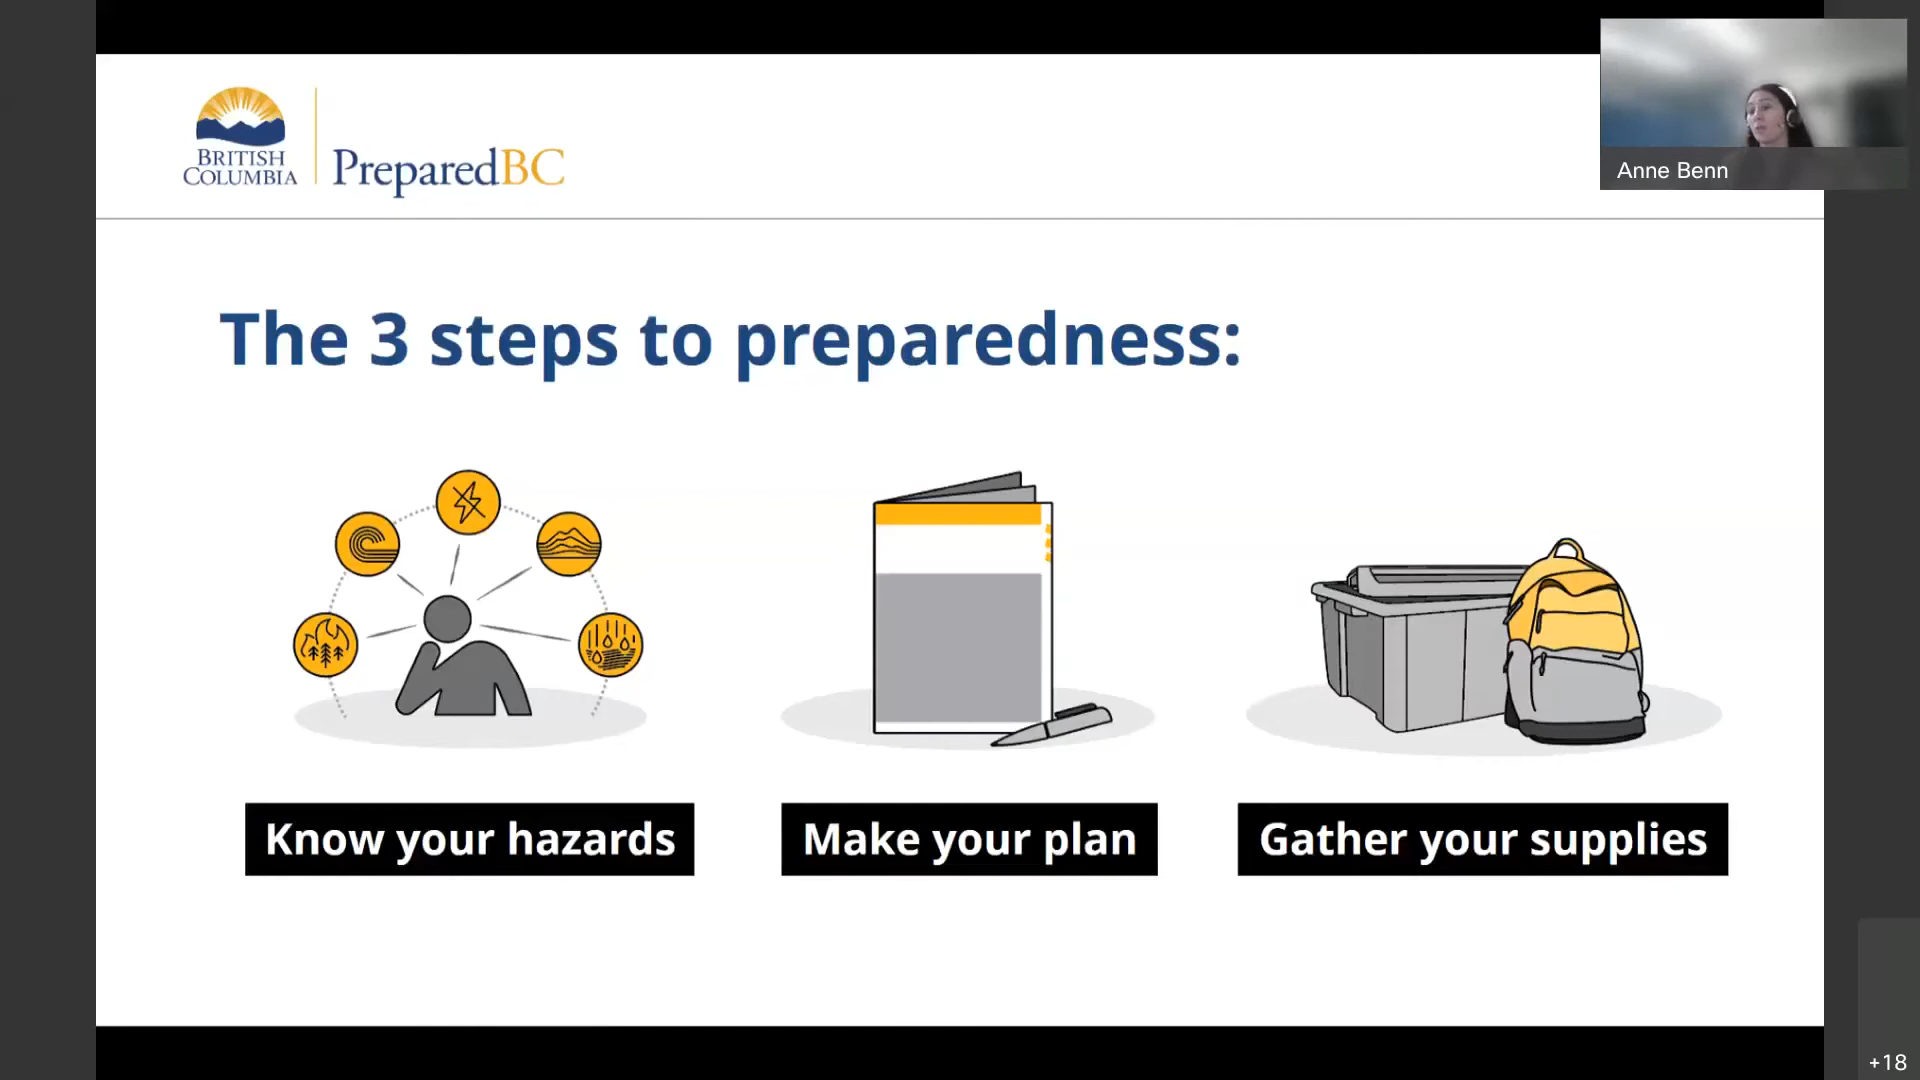 BRITISH
COLUMBIA
PreparedBC
Anne Benn
The 3 steps to preparedness:
Know your hazards
Make your plan
Gather your supplies
+18